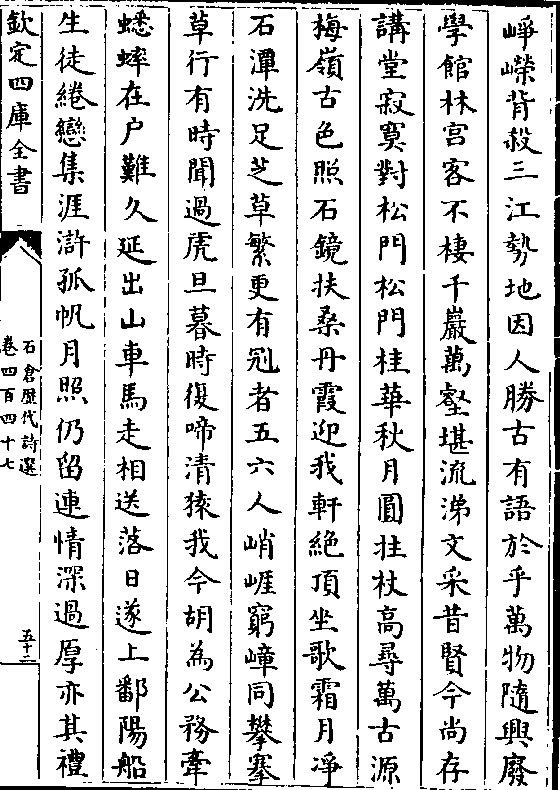 崢嶸背殺三江勢地因人勝古有語於乎萬物隨興廢
學館林宫客不棲千巖萬壑堪流涕文采昔賢今尚存
講堂寂寞對松門松門桂華秋月圓拄杖高尋萬古源
梅嶺古色照石鏡扶桑丹霞迎我軒絶頂坐歌霜月凈
石潭洗足芝草繁更有冠者五六人峭崕窮嶂同攀搴
草行有時聞過虎旦暮時復啼清猿我今胡為公務牽
蟋蟀在户難久延出山車馬走相送落日遂上鄱陽船
生徒綣戀集涯滸孤帆月照仍留連情深過厚亦其禮
欽定四庫全書
石倉歷代詩選
卷四百四十七
五十二